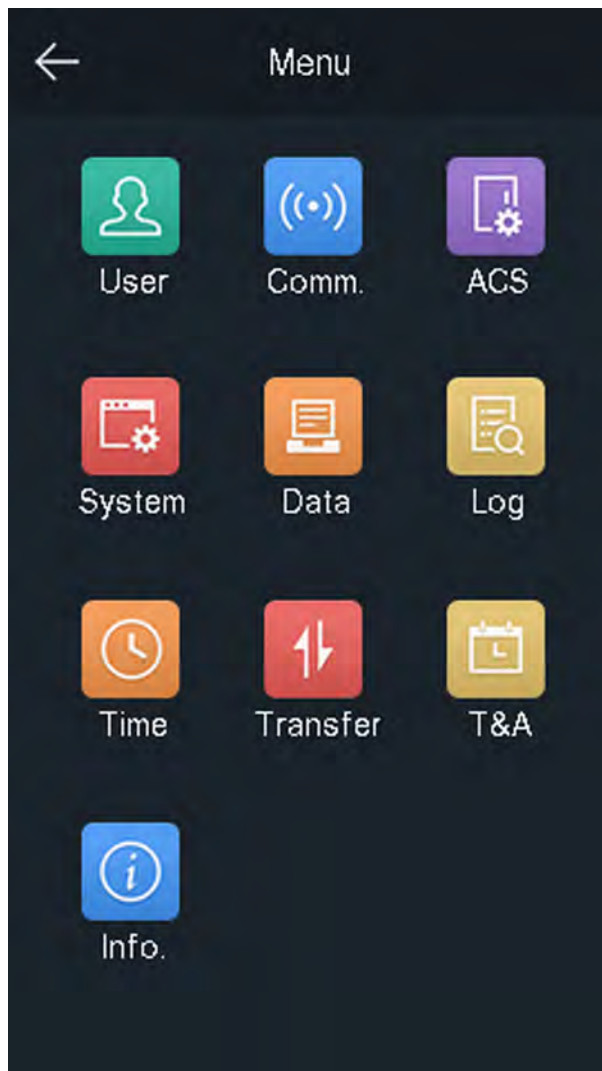 Menu
User Comm. ACS
System Data Log
Time Transfer T&A
Info.